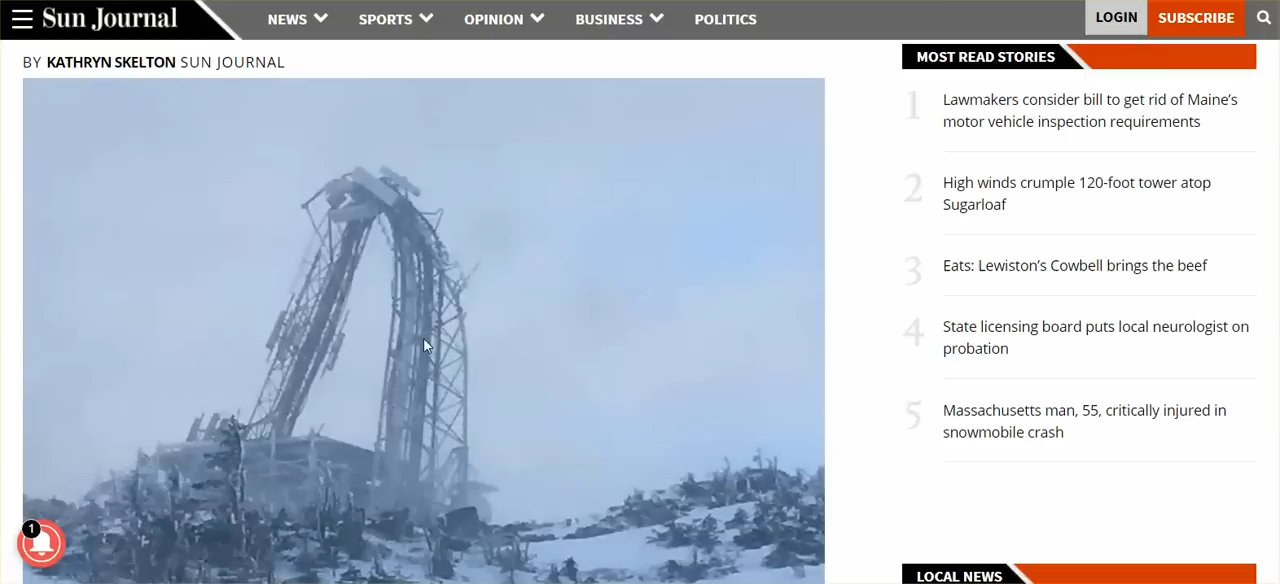 Sun Journal
NEWS
SPORTS
OPINION
BUSINESS
POLITICS
LOGIN
SUBSCRIBE
BY KATHRYN SKELTON SUN JOURNAL
MOST READ STORIES
1
Lawmakers consider bill to get rid of Maine’s
motor vehicle inspection requirements
2
High winds crumple 120-foot tower atop
Sugarloaf
3
Eats: Lewiston’s Cowbell brings the beef
4
State licensing board puts local neurologist on
probation
5
Massachusetts man, 55, critically injured in
snowmobile crash
1
LOCAL NEWS